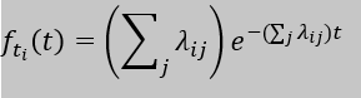 f_{t_i}(t) = (∑_j λ_{ij}) e^{-(∑_j λ_{ij})t}